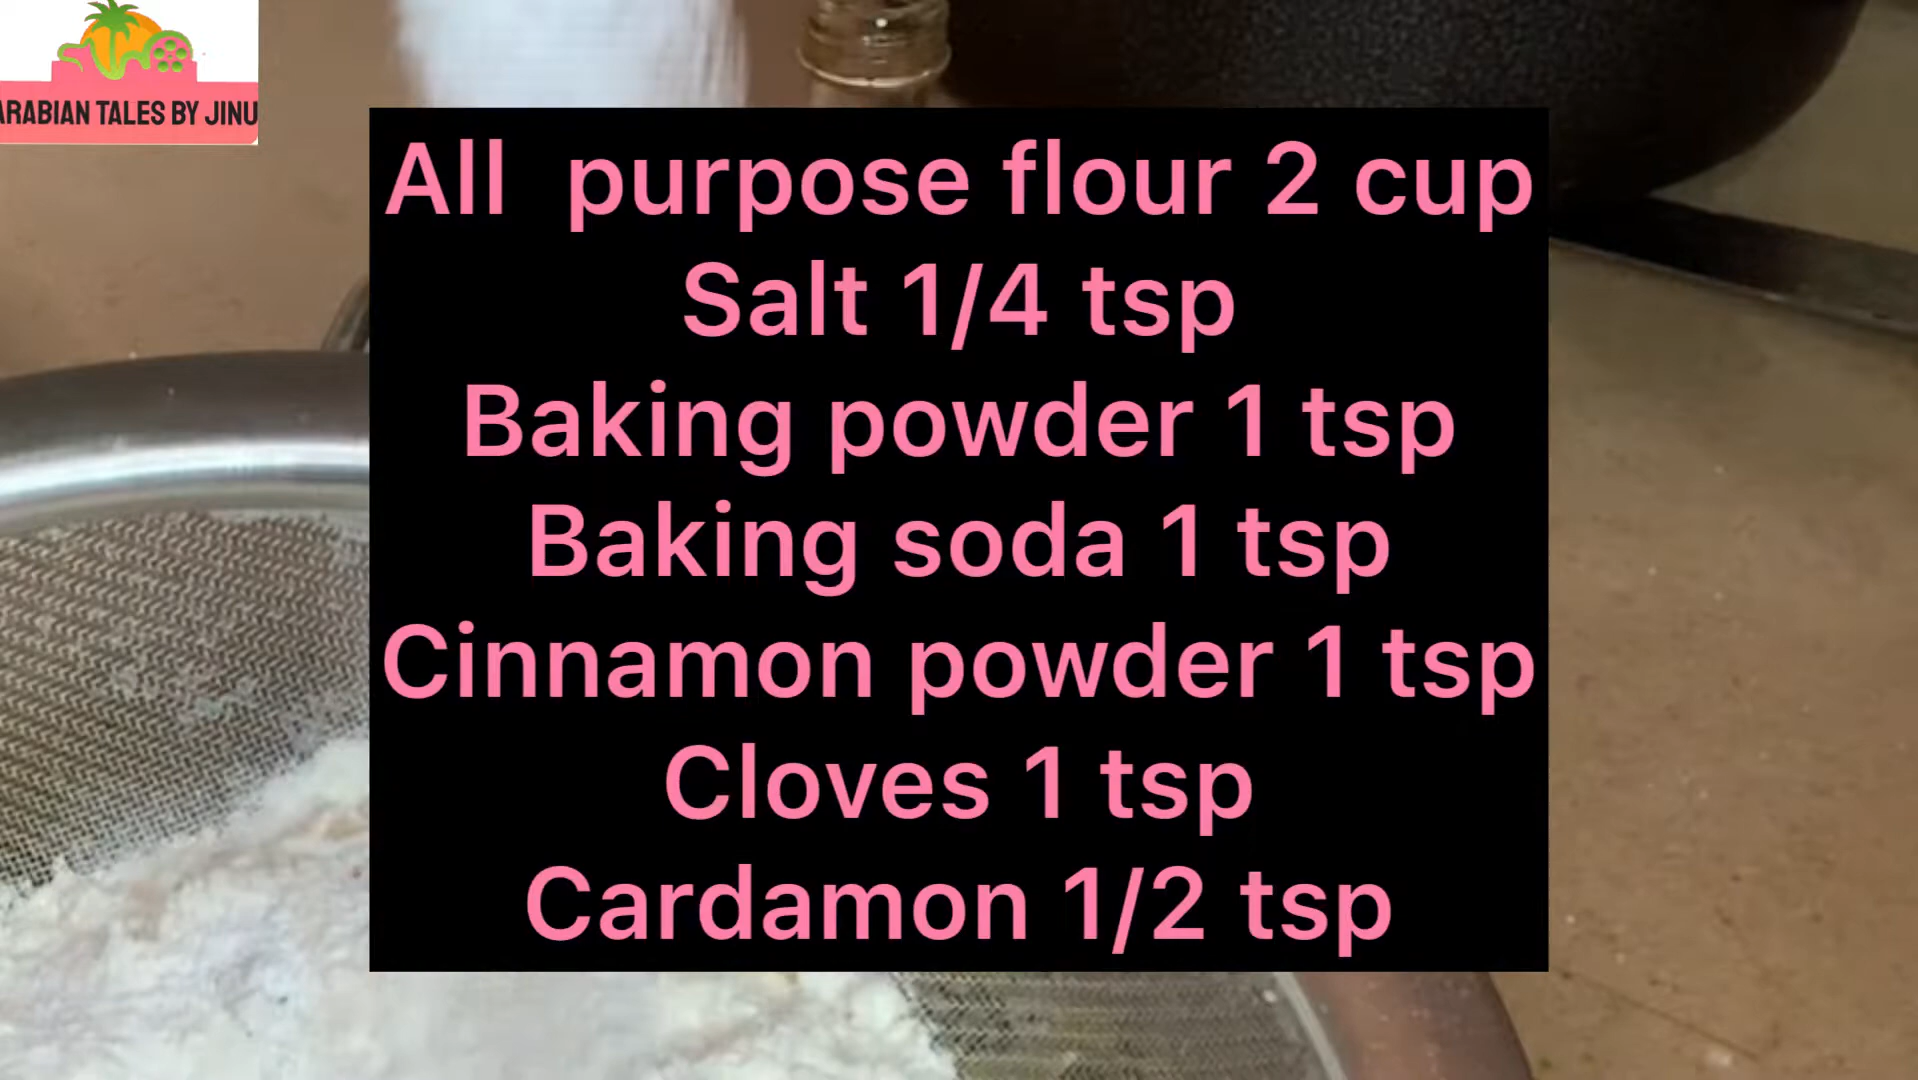 ARABIAN TALES BY JINU
All purpose flour 2 cup
Salt 1/4 tsp
Baking powder 1 tsp
Baking soda 1 tsp
Cinnamon powder 1 tsp
Cloves 1 tsp
Cardamon 1/2 tsp